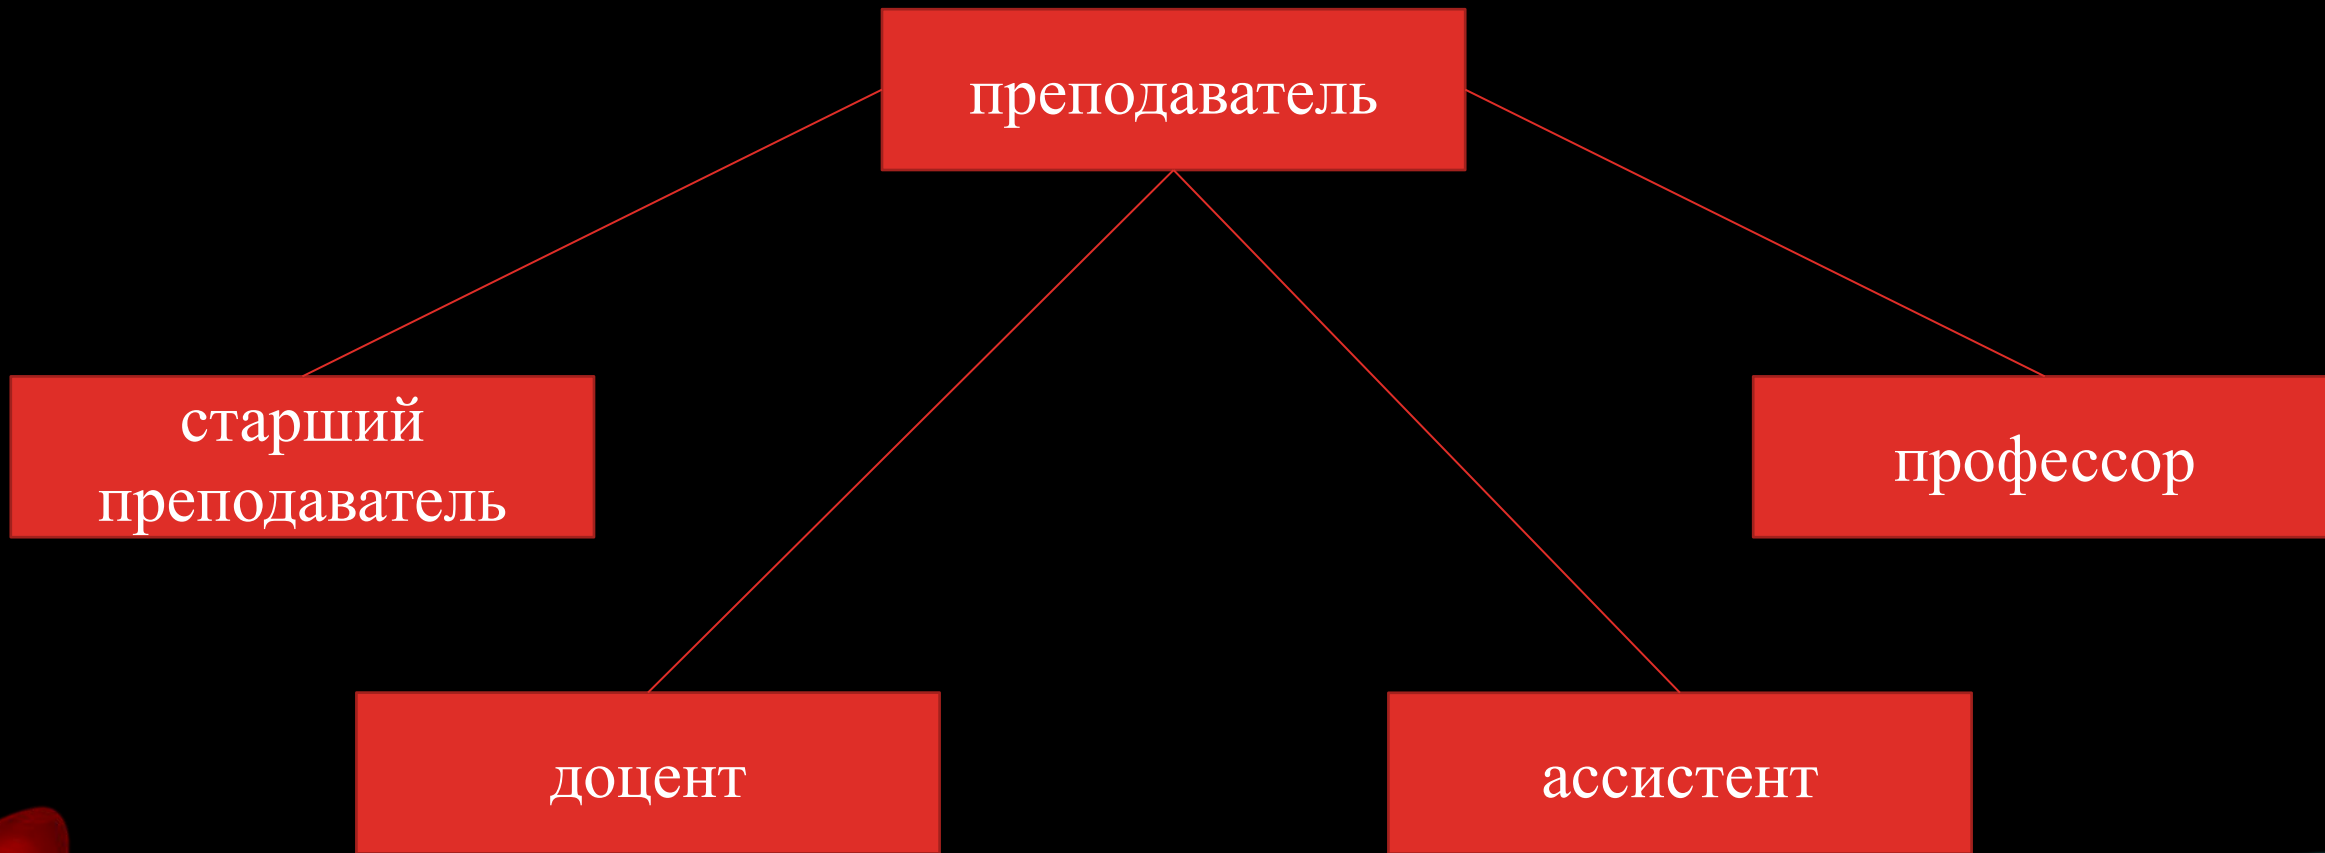 преподаватель
старший
преподаватель
профессор
доцент
ассистент